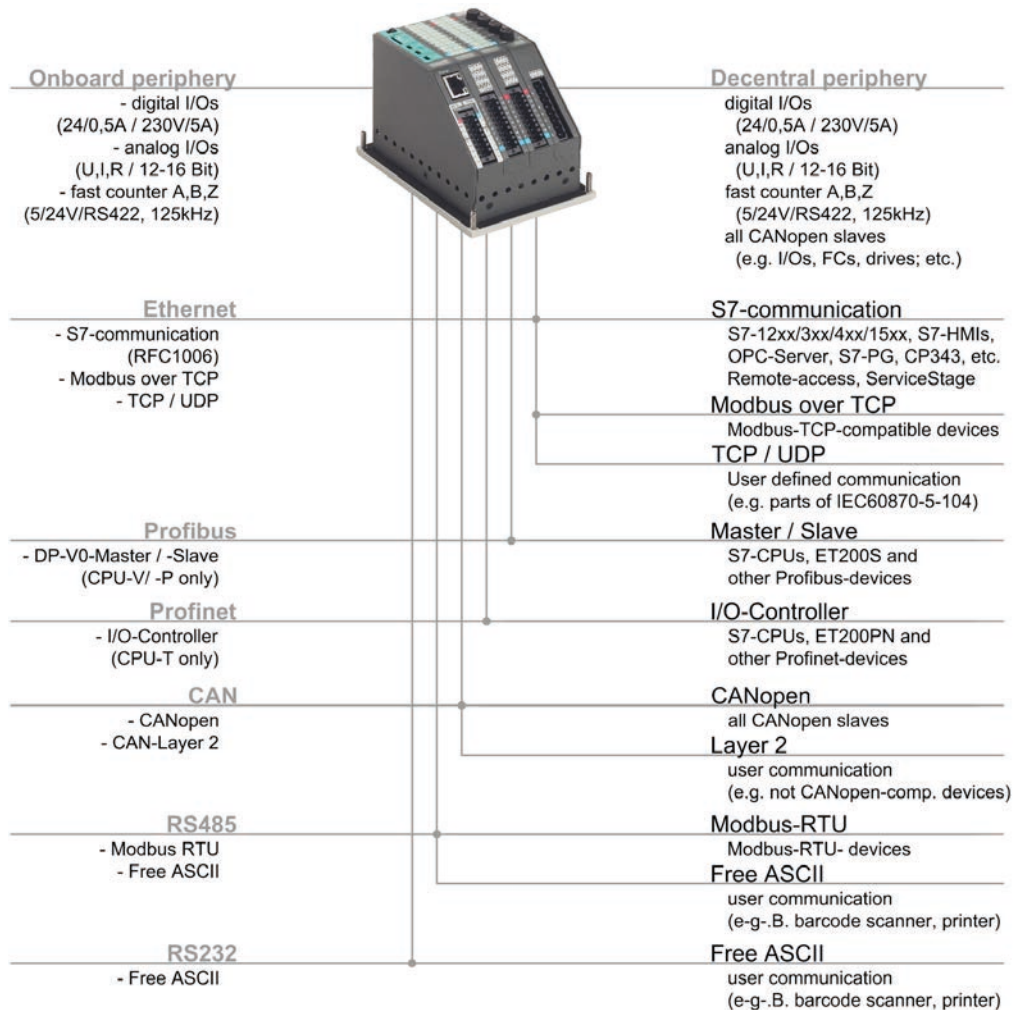 Onboard periphery
- digital I/Os
(24/0,5A / 230V/5A)
- analog I/Os
(U,I,R / 12-16 Bit)
- fast counter A,B,Z
(5/24V/RS422, 125kHz)
Decentral periphery
digital I/Os
(24/0,5A / 230V/5A)
analog I/Os
(U,I,R / 12-16 Bit)
fast counter A,B,Z
(5/24V/RS422, 125kHz)
all CANopen slaves
(e.g. I/Os, FCs, drives; etc.)
Ethernet
- S7-communication
(RFC1006)
- Modbus over TCP
- TCP / UDP
S7-communication
S7-12xx/3xx/4xx/15xx, S7-HMIs,
OPC-Server, S7-PG, CP343, etc.
Remote-access, ServiceStage
Modbus over TCP
Modbus-TCP-compatible devices
TCP / UDP
User defined communication
(e.g. parts of IEC60870-5-104)
Profibus
- DP-V0-Master / -Slave
(CPU-V/ -P only)
Master / Slave
S7-CPUs, ET200S and
other Profibus-devices
Profinet
- I/O-Controller
(CPU-T only)
I/O-Controller
S7-CPUs, ET200PN and
other Profinet-devices
CAN
- CANopen
- CAN-Layer 2
CANopen
all CANopen slaves
Layer 2
user communication
(e.g. not CANopen-comp. devices)
RS485
- Modbus RTU
- Free ASCII
Modbus-RTU
Modbus-RTU- devices
Free ASCII
user communication
(e-g-.B. barcode scanner, printer)
RS232
- Free ASCII
Free ASCII
user communication
(e-g-.B. barcode scanner, printer)